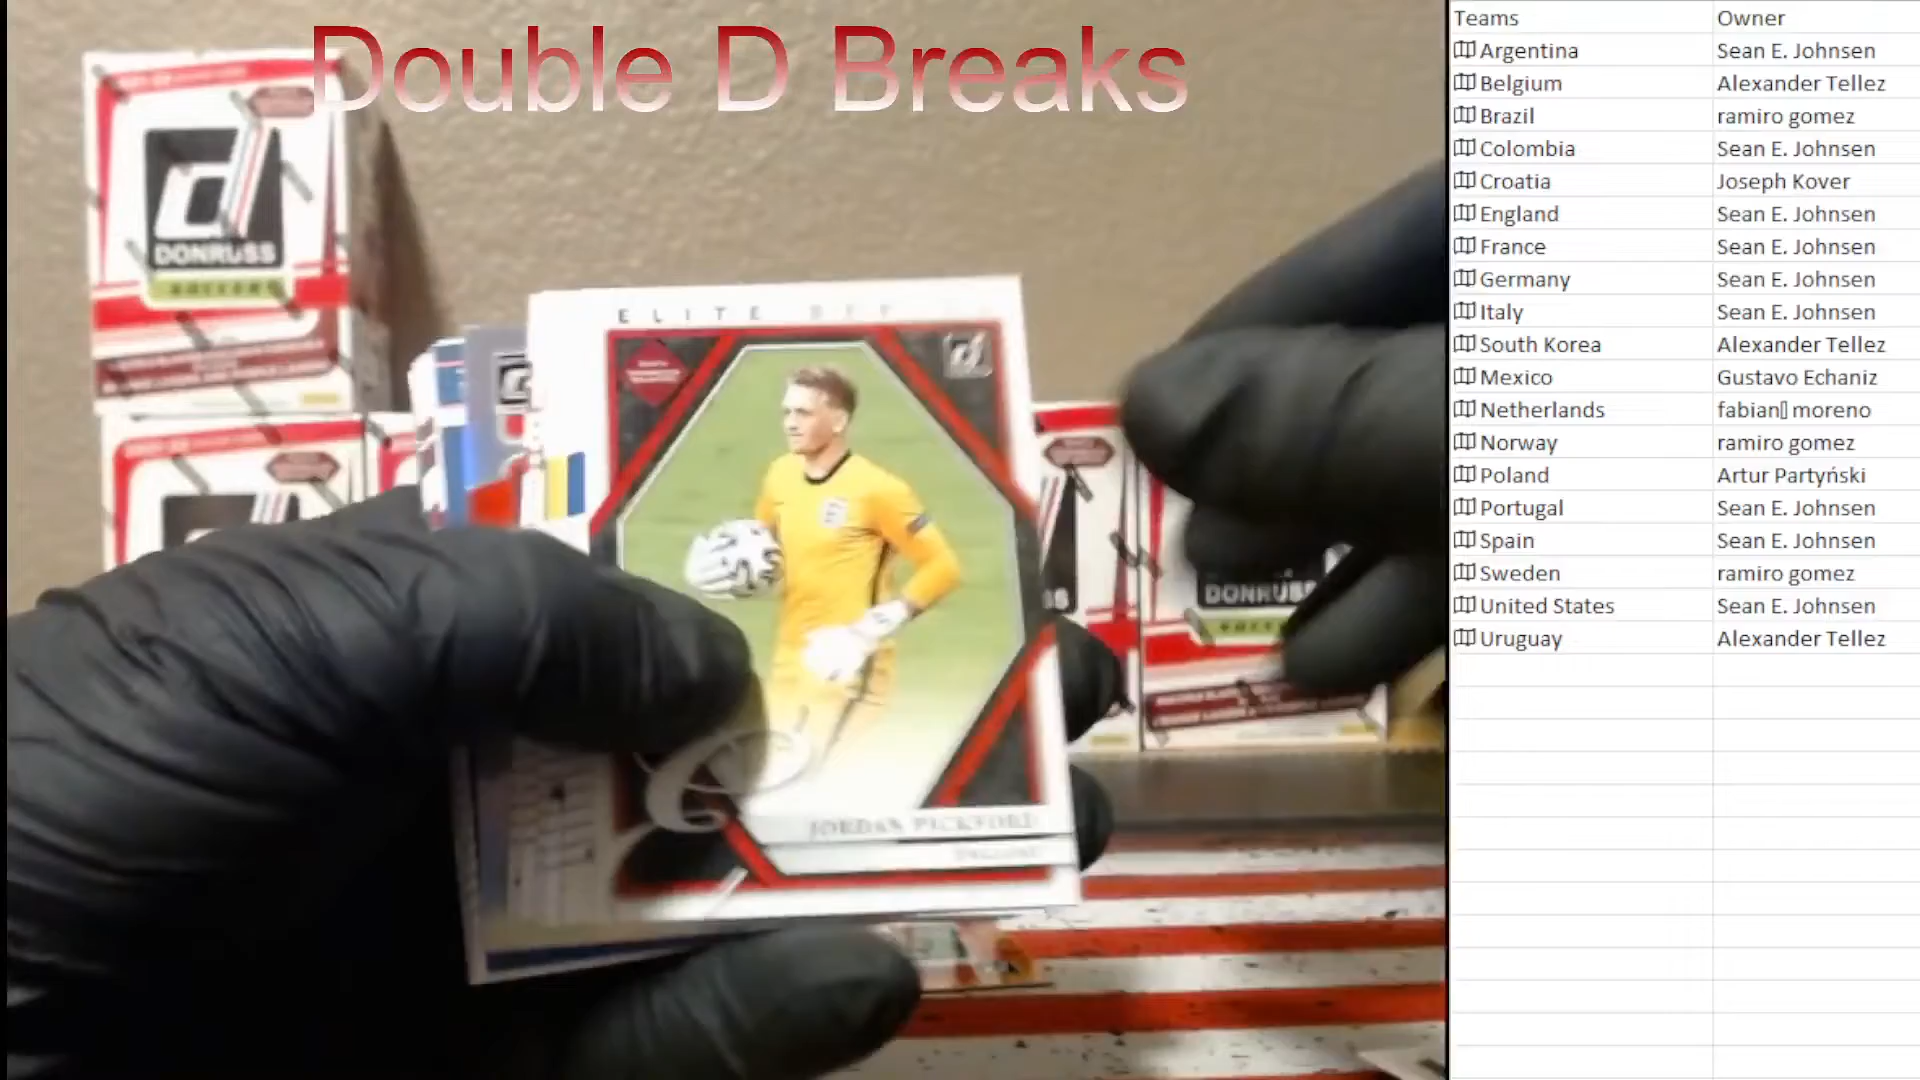 Double D Breaks
DONRUSS
SOCCER
ELITE
JORDAN PICKFORD
ENGLAND
DONRUSS
Teams Owner
Argentina Sean E. Johnsen
Belgium Alexander Tellez
Brazil ramiro gomez
Colombia Sean E. Johnsen
Croatia Joseph Kover
England Sean E. Johnsen
France Sean E. Johnsen
Germany Sean E. Johnsen
Italy Sean E. Johnsen
South Korea Alexander Tellez
Mexico Gustavo Echaniz
Netherlands fabian▯ moreno
Norway ramiro gomez
Poland Artur Partyński
Portugal Sean E. Johnsen
Spain Sean E. Johnsen
Sweden ramiro gomez
United States Sean E. Johnsen
Uruguay Alexander Tellez